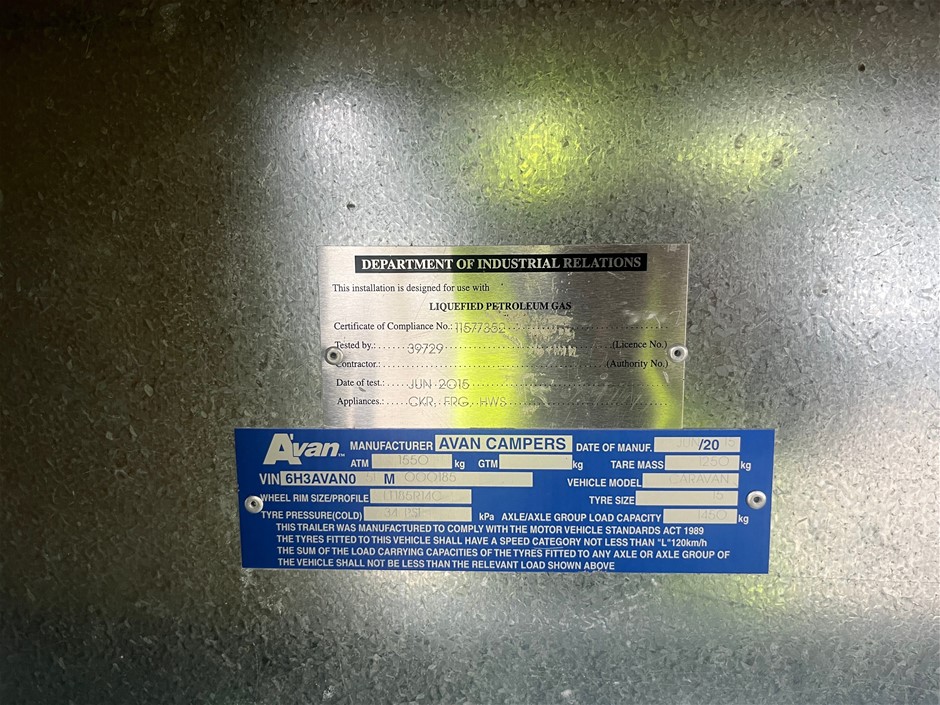 DEPARTMENT OF INDUSTRIAL RELATIONS
This installation is designed for use with
LIQUEFIED PETROLEUM GAS
Certificate of Compliance No.: 11577352
Tested by.: 39729 (Licence No.)
Contractor.: (Authority No.)
Date of test.: JUN 2015
Appliances.: CKR, FRG, HWS
Avan MANUFACTURER AVAN CAMPERS DATE OF MANUF. JUN /20 15
ATM 1550 kg GTM kg TARE MASS 1250 kg
VIN 6H3AVAN0 M 000185 VEHICLE MODEL CARAVAN
WHEEL RIM SIZE/PROFILE LT185R14C TYRE SIZE 15
TYRE PRESSURE(COLD) 34 PSI kPa AXLE/AXLE GROUP LOAD CAPACITY 1450 kg
THIS TRAILER WAS MANUFACTURED TO COMPLY WITH THE MOTOR VEHICLE STANDARDS ACT 1989
THE TYRES FITTED TO THIS VEHICLE SHALL HAVE A SPEED CATEGORY NOT LESS THAN "L"120km/h
THE SUM OF THE LOAD CARRYING CAPACITIES OF THE TYRES FITTED TO ANY AXLE OR AXLE GROUP OF
THE VEHICLE SHALL NOT BE LESS THAN THE RELEVANT LOAD SHOWN ABOVE